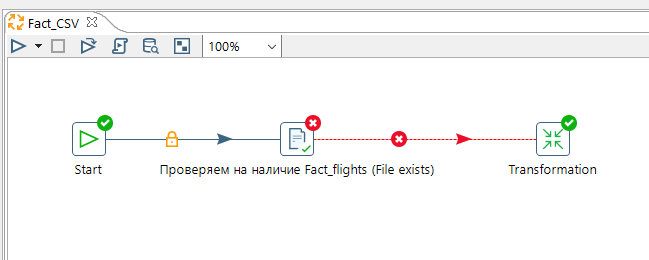 Fact_CSV
100%
Start
Проверяем на наличие Fact_flights (File exists)
Transformation